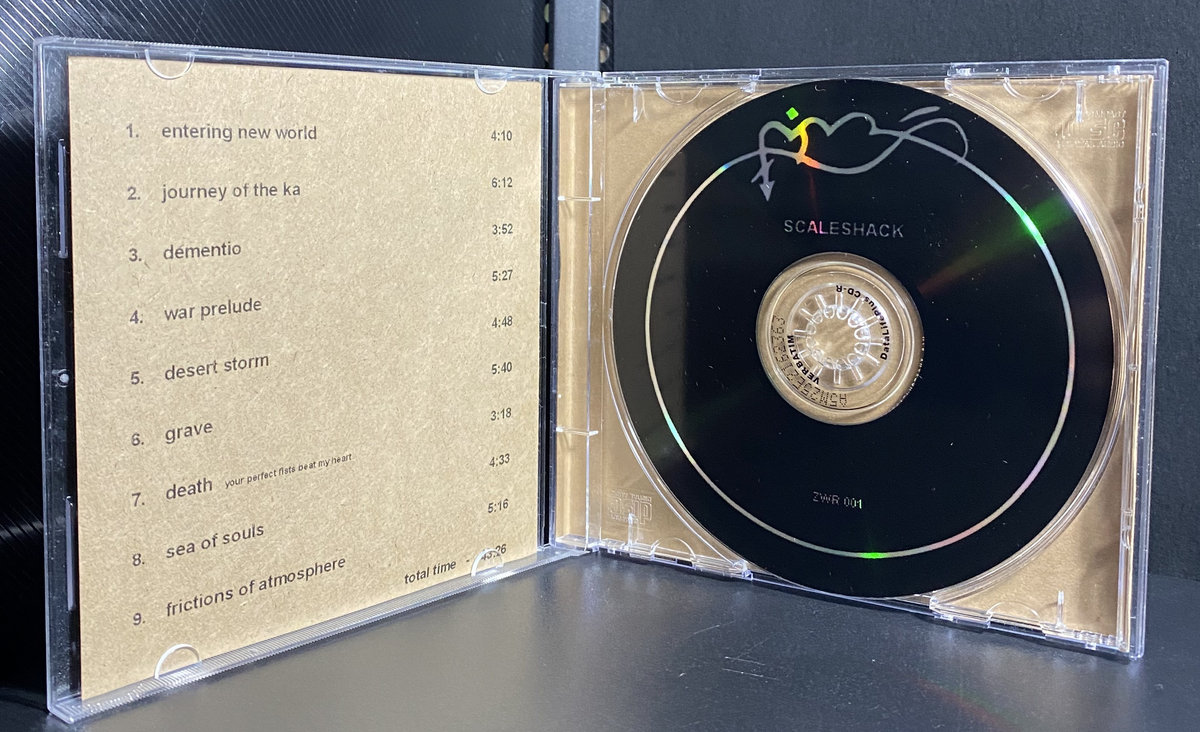 1. entering new world 4:10
2. journey of the ka 6:12
3. démentio 3:52
4. war prelude 5:27
5. desert storm 4:48
6. grave 5:40
7. death your perfect fists beat my heart 3:18
8. sea of souls 4:33
9. frictions of atmosphere 5:16
total time
SCALESHACK
VERBATIM
DataLifePlus CD-R
ZWR 001